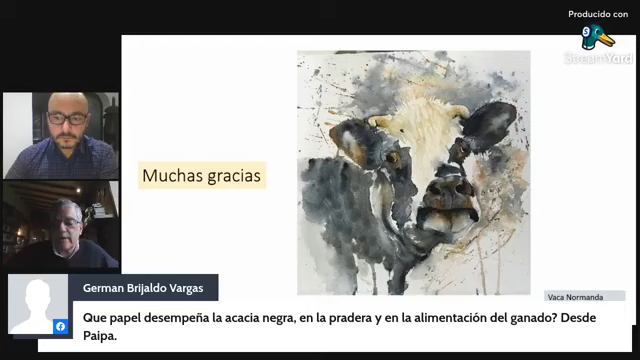 Producido con
StreamYard
Muchas gracias
Vaca Normanda
German Brijaldo Vargas
Que papel desempeña la acacia negra, en la pradera y en la alimentación del ganado? Desde
Paipa.